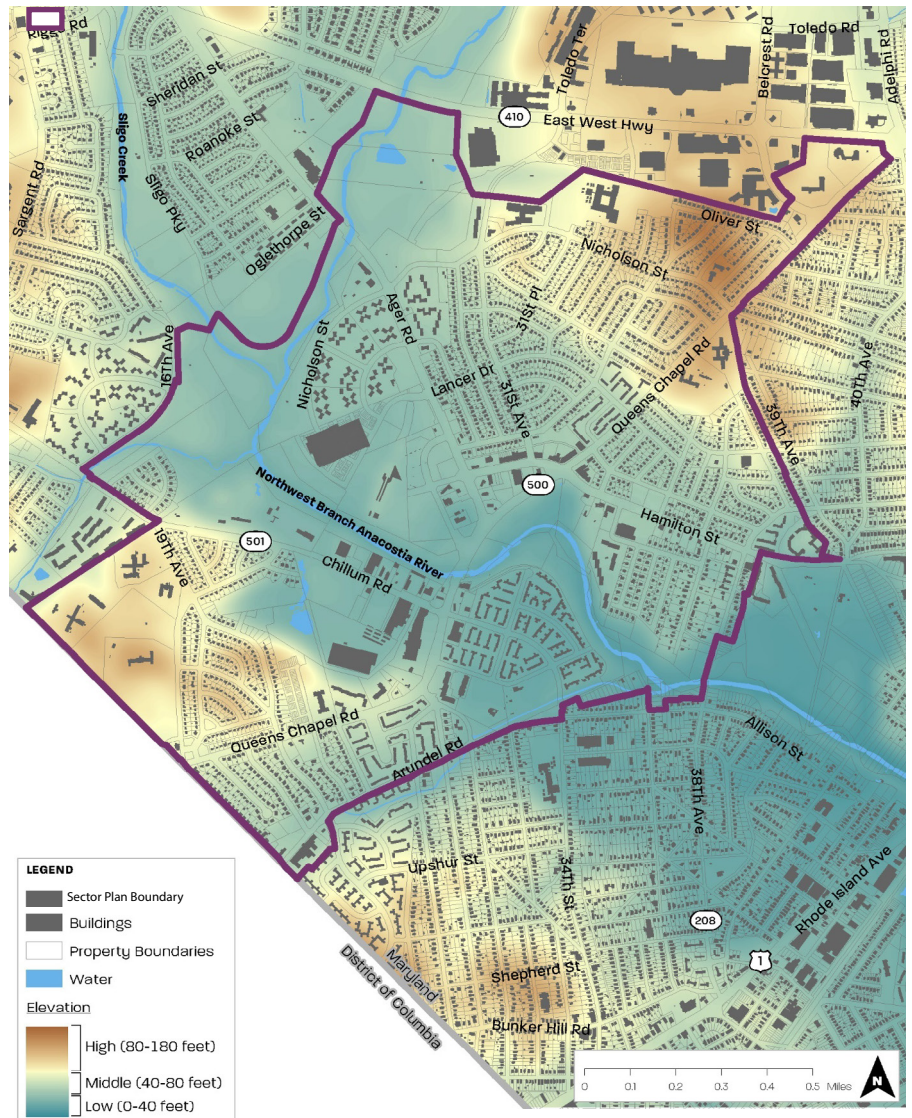 Riggs Rd
Sheridan St
Toledo Ter
Belcrest Rd
Toledo Rd
Adelphi Rd
410
East West Hwy
Sligo Creek
Roanoke St
Sargent Rd
Sligo Pky
Oglethorpe St
Oliver St
Nicholson St
31St Pl
Ager Rd
16Th Ave
Nicholson St
Lancer Dr
31St Ave
Queens Chapel Rd
40Th Ave
39Th Ave
Northwest Branch Anacostia River
500
Hamilton St
19Th Ave
501
Chillum Rd
Queens Chapel Rd
Arundel Rd
Allison St
38Th Ave
Upshur St
34Th St
Rhode Island Ave
208
1
Maryland
District of Columbia
Shepherd St
Bunker Hill Rd
LEGEND
Sector Plan Boundary
Buildings
Property Boundaries
Water
Elevation
High (80-180 feet)
Middle (40-80 feet)
Low (0-40 feet)
0 0.1 0.2 0.3 0.4 0.5 Miles
N